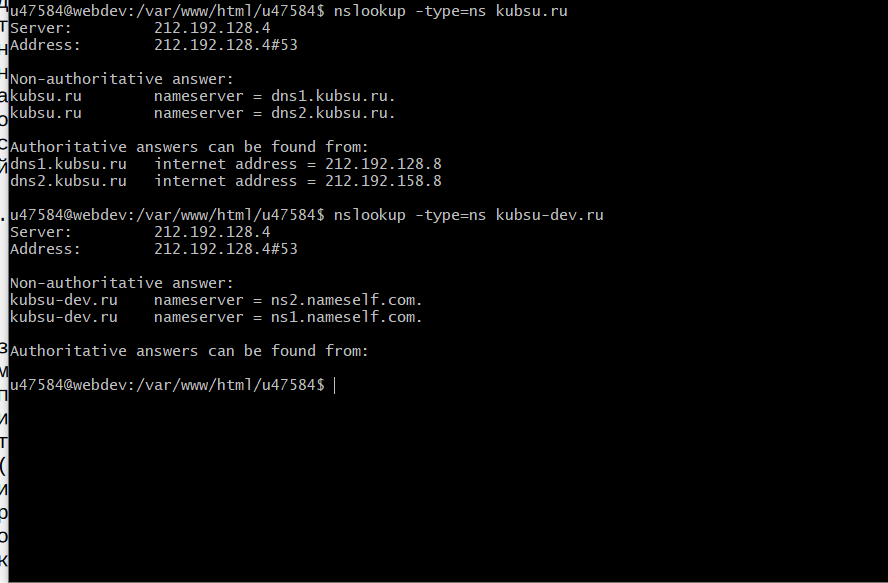 u47584@webdev:/var/www/html/u47584$ nslookup -type=ns kubsu.ru
Server:         212.192.128.4
Address:        212.192.128.4#53
Non-authoritative answer:
kubsu.ru        nameserver = dns1.kubsu.ru.
kubsu.ru        nameserver = dns2.kubsu.ru.
Authoritative answers can be found from:
dns1.kubsu.ru   internet address = 212.192.128.8
dns2.kubsu.ru   internet address = 212.192.158.8
u47584@webdev:/var/www/html/u47584$ nslookup -type=ns kubsu-dev.ru
Server:         212.192.128.4
Address:        212.192.128.4#53
Non-authoritative answer:
kubsu-dev.ru    nameserver = ns2.nameself.com.
kubsu-dev.ru    nameserver = ns1.nameself.com.
Authoritative answers can be found from:
u47584@webdev:/var/www/html/u47584$